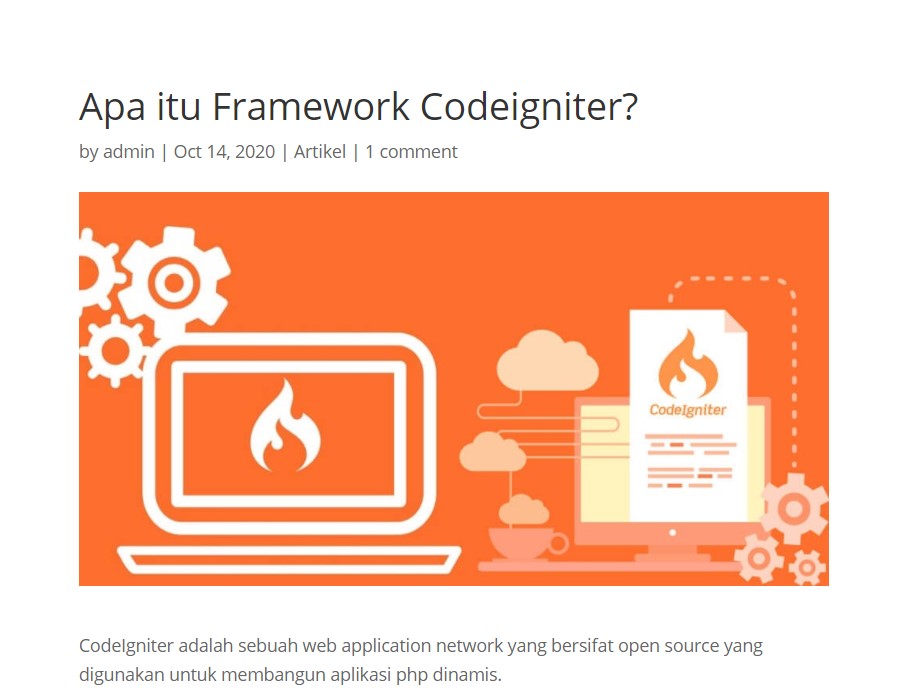 Apa itu Framework Codeigniter?
by admin | Oct 14, 2020 | Artikel | 1 comment
CodeIgniter
CodeIgniter adalah sebuah web application network yang bersifat open source yang
digunakan untuk membangun aplikasi php dinamis.